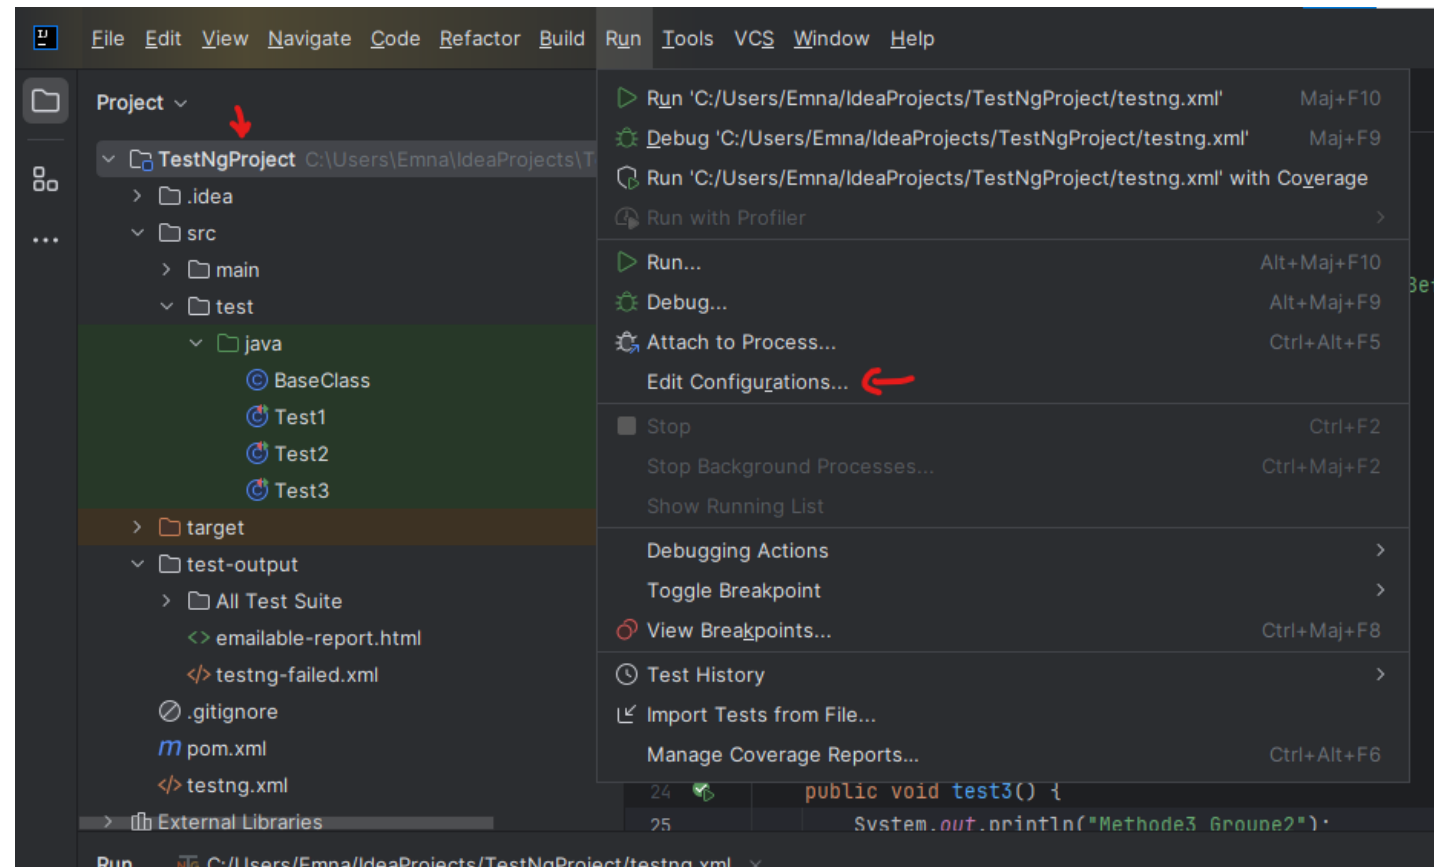 IJ
File Edit View Navigate Code Refactor Build Run Tools VCS Window Help
Project
TestNgProject C:\Users\Emna\IdeaProjects\T
.idea
src
main
test
java
BaseClass
Test1
Test2
Test3
target
test-output
All Test Suite
emailable-report.html
testng-failed.xml
.gitignore
pom.xml
testng.xml
External Libraries
Run 'C:/Users/Emna/IdeaProjects/TestNgProject/testng.xml' Maj+F10
Debug 'C:/Users/Emna/IdeaProjects/TestNgProject/testng.xml' Maj+F9
Run 'C:/Users/Emna/IdeaProjects/TestNgProject/testng.xml' with Coverage
Run with Profiler
Run... Alt+Maj+F10
Debug... Alt+Maj+F9
Attach to Process... Ctrl+Alt+F5
Edit Configurations...
Stop Ctrl+F2
Stop Background Processes... Ctrl+Maj+F2
Show Running List
Debugging Actions
Toggle Breakpoint
View Breakpoints... Ctrl+Maj+F8
Test History
Import Tests from File...
Manage Coverage Reports... Ctrl+Alt+F6
24 public void test3() {
25 System.out.println("Methode3 Groupe2");
Run C:/Users/Emna/IdeaProjects/TestNgProject/testng.xml